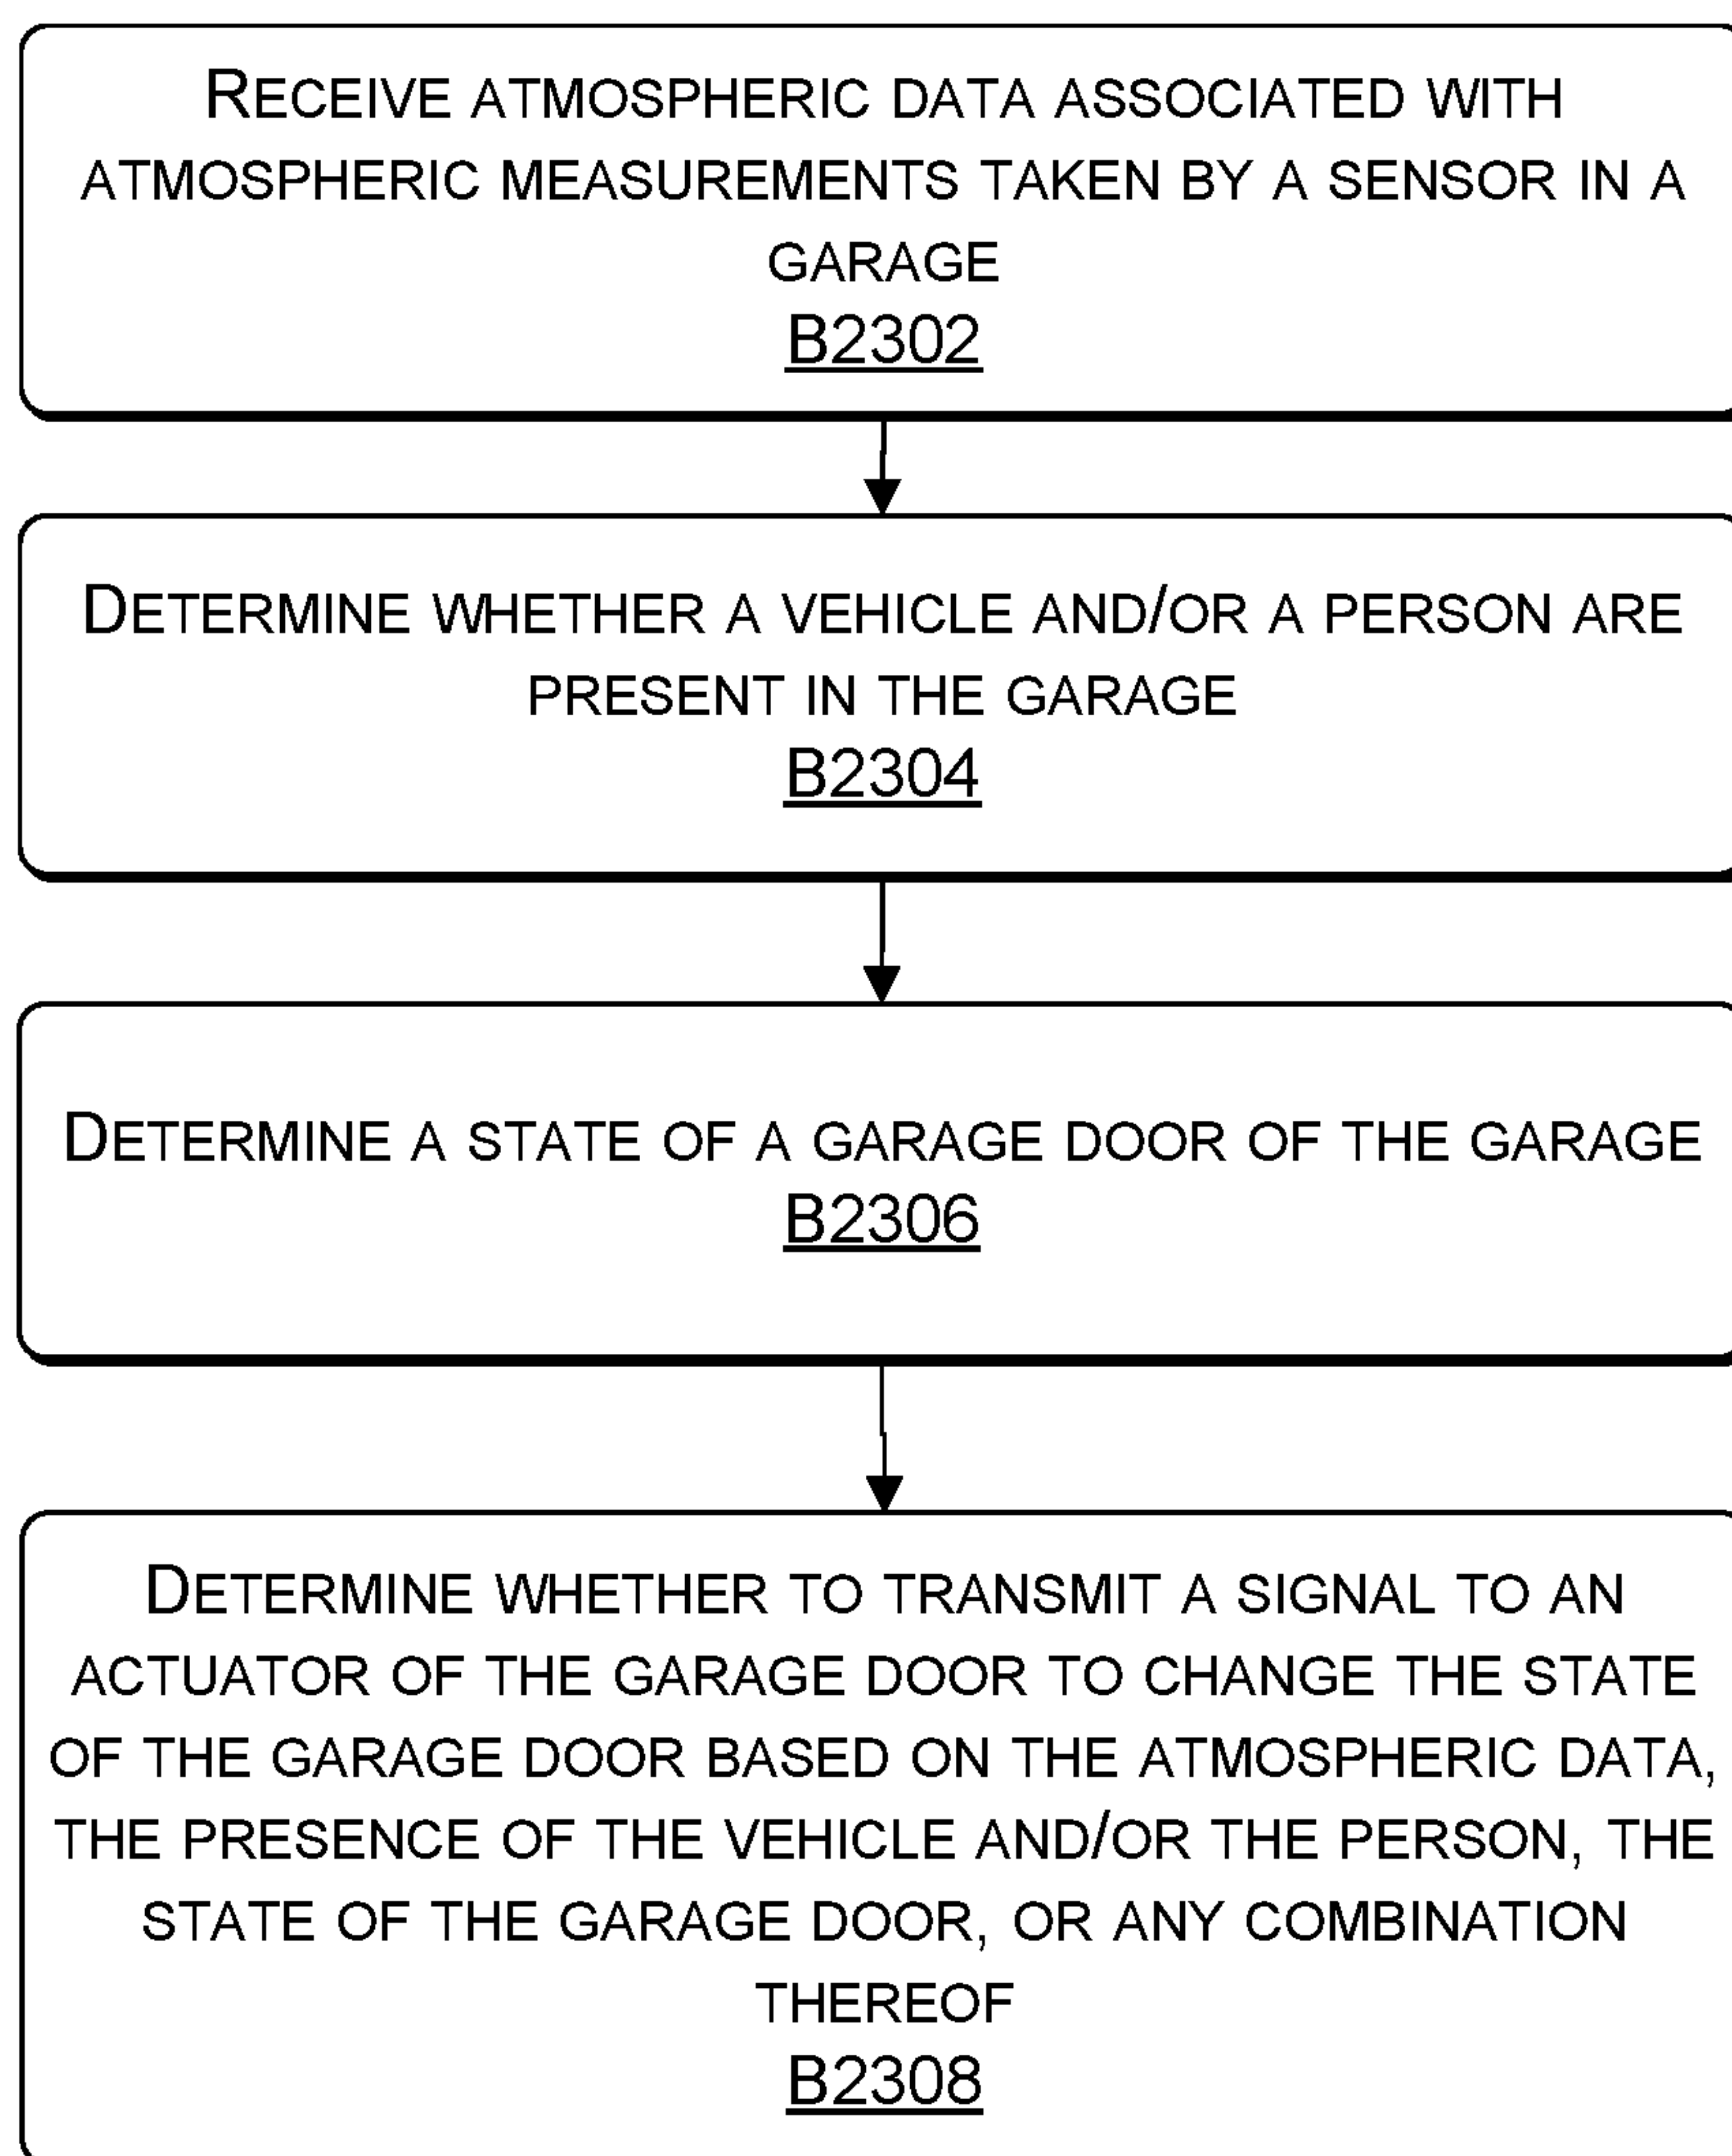 RECEIVE ATMOSPHERIC DATA ASSOCIATED WITH
ATMOSPHERIC MEASUREMENTS TAKEN BY A SENSOR IN A
GARAGE
B2302
DETERMINE WHETHER A VEHICLE AND/OR A PERSON ARE
PRESENT IN THE GARAGE
B2304
DETERMINE A STATE OF A GARAGE DOOR OF THE GARAGE
B2306
DETERMINE WHETHER TO TRANSMIT A SIGNAL TO AN
ACTUATOR OF THE GARAGE DOOR TO CHANGE THE STATE
OF THE GARAGE DOOR BASED ON THE ATMOSPHERIC DATA,
THE PRESENCE OF THE VEHICLE AND/OR THE PERSON, THE
STATE OF THE GARAGE DOOR, OR ANY COMBINATION
THEREOF
B2308